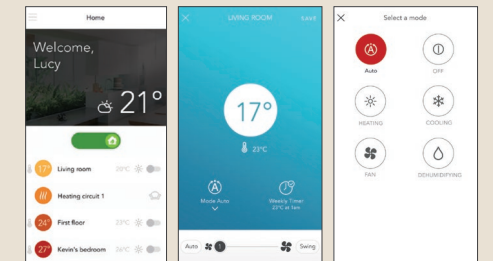 Home
Welcome,
Lucy
21°
17° Living room 20°C
Heating circuit 1
24° First floor 23°C
27° Kevin's bedroom 26°C
LIVING ROOM SAVE
17°
23°C
Mode Auto
Weekly Timer
22°C at 1am
Auto 1 Swing
Select a mode
Auto
OFF
HEATING
COOLING
FAN
DEHUMIDIFYING